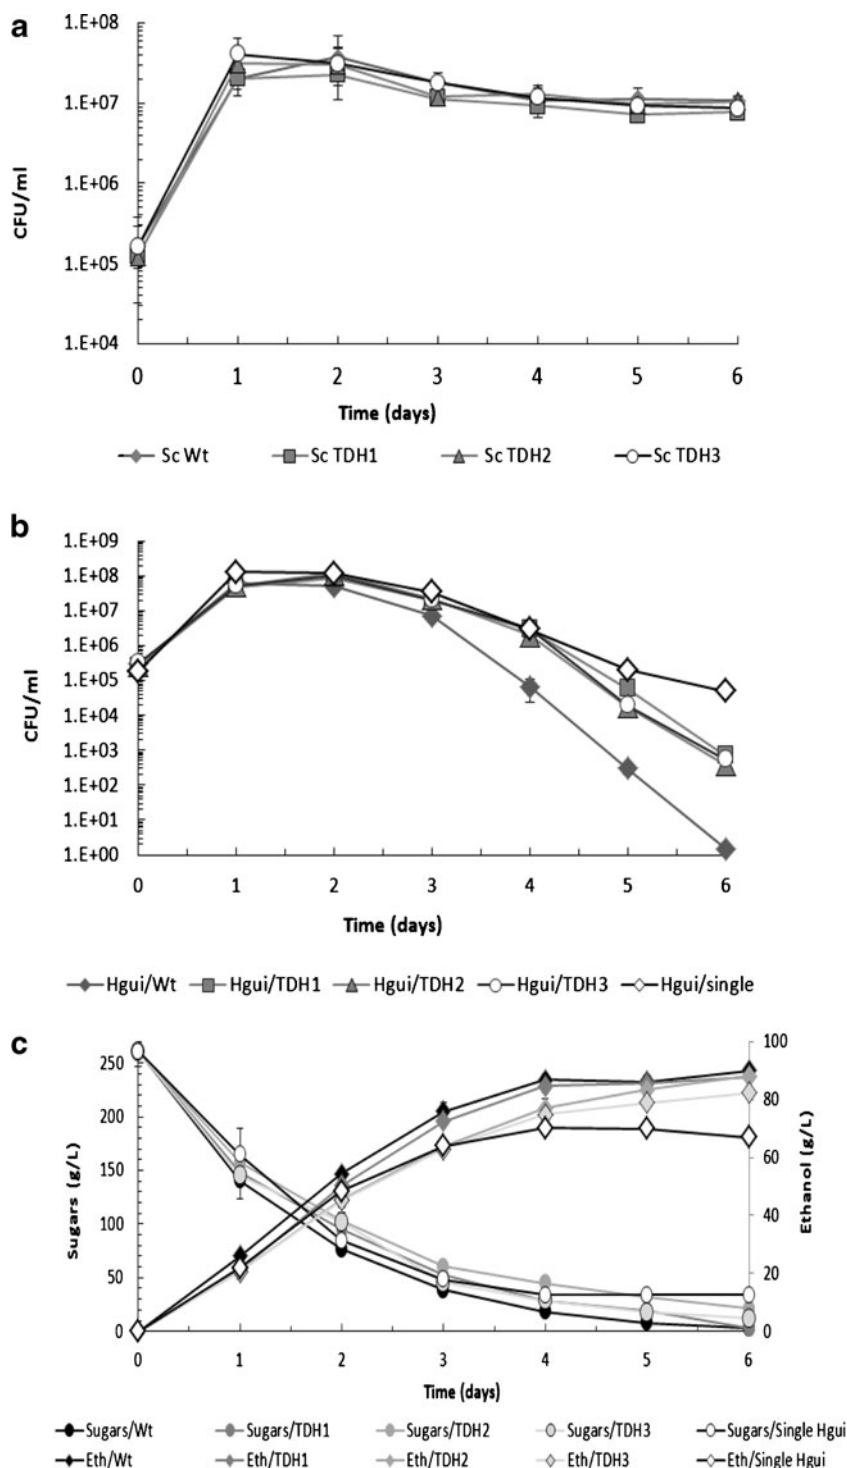 a
1.E+08
1.E+07
1.E+06
1.E+05
1.E+04
CFU/ml
0 1 2 3 4 5 6
Time (days)
Sc Wt Sc TDH1 Sc TDH2 Sc TDH3
b
1.E+09
1.E+08
1.E+07
1.E+06
1.E+05
1.E+04
1.E+03
1.E+02
1.E+01
1.E+00
CFU/ml
0 1 2 3 4 5 6
Time (days)
Hgui/Wt Hgui/TDH1 Hgui/TDH2 Hgui/TDH3 Hgui/single
c
250
200
150
100
50
0
Sugars (g/L)
100
80
60
40
20
0
Ethanol (g/L)
0 1 2 3 4 5 6
Time (days)
Sugars/Wt Sugars/TDH1 Sugars/TDH2 Sugars/TDH3 Sugars/Single Hgui
Eth/Wt Eth/TDH1 Eth/TDH2 Eth/TDH3 Eth/Single Hgui